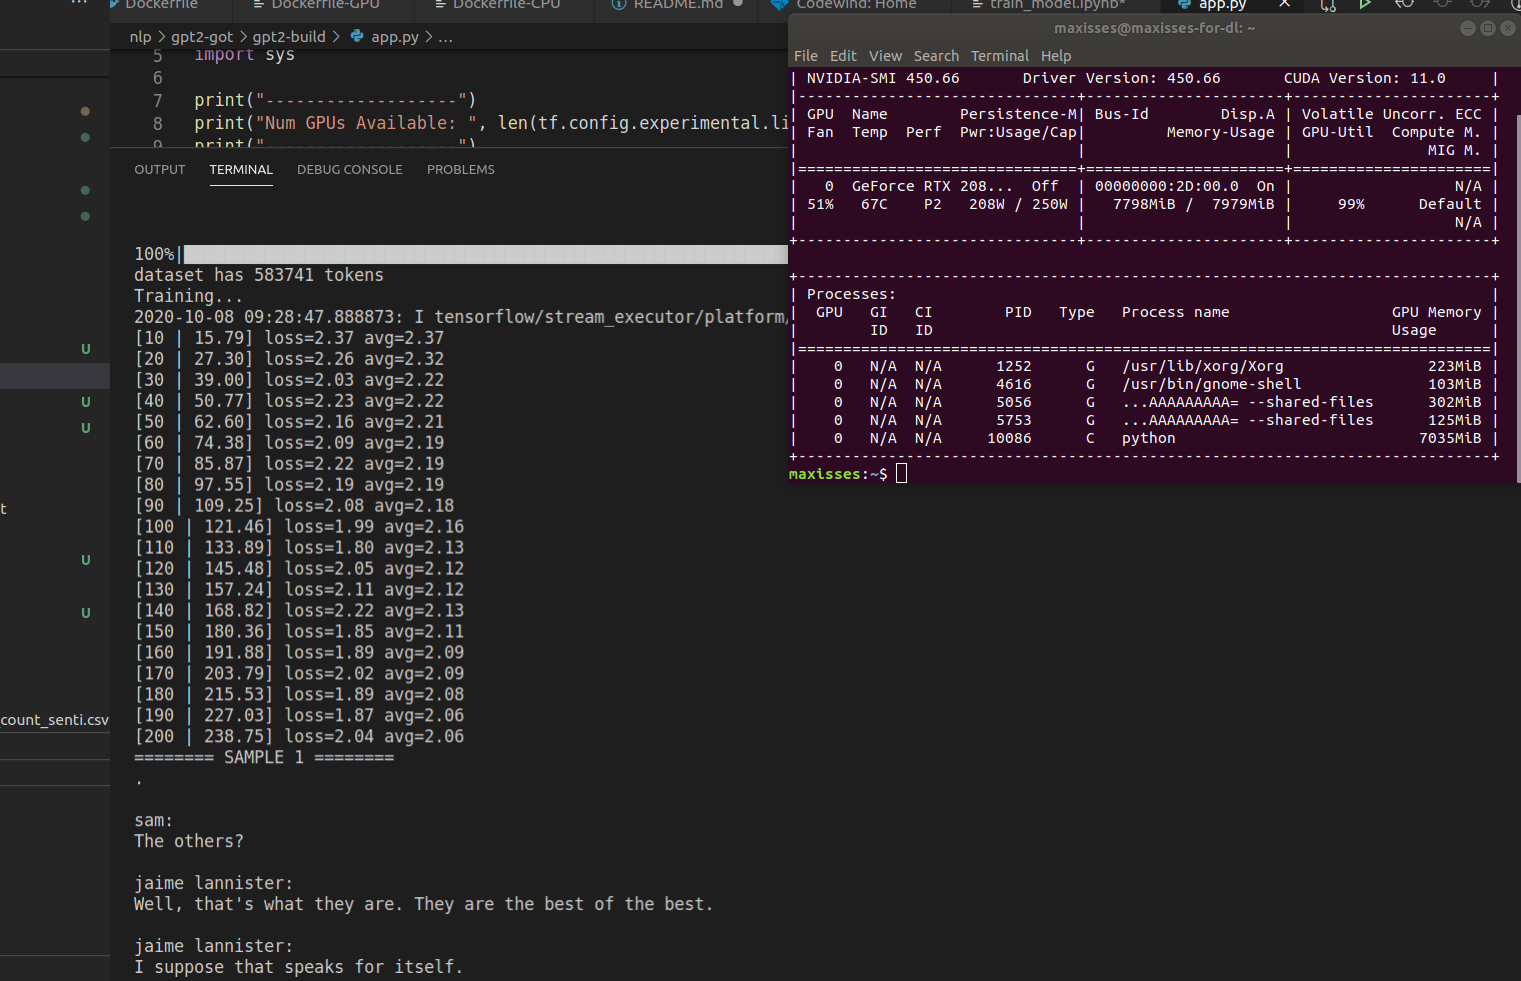 Dockerfile
Dockerfile-GPU
Dockerfile-CPU
README.md
Codewind: Home
train_model.ipynb*
app.py
nlp > gpt2-got > gpt2-build > app.py > ...
5 import sys
6
7 print("-------------------")
8 print("Num GPUs Available: ", len(tf.config.experimental.li
9 print("-------------------")
OUTPUT TERMINAL DEBUG CONSOLE PROBLEMS
100%|
dataset has 583741 tokens
Training...
2020-10-08 09:28:47.888873: I tensorflow/stream_executor/platform/
[10 | 15.79] loss=2.37 avg=2.37
[20 | 27.30] loss=2.26 avg=2.32
[30 | 39.00] loss=2.03 avg=2.22
[40 | 50.77] loss=2.23 avg=2.22
[50 | 62.60] loss=2.16 avg=2.21
[60 | 74.38] loss=2.09 avg=2.19
[70 | 85.87] loss=2.22 avg=2.19
[80 | 97.55] loss=2.19 avg=2.19
[90 | 109.25] loss=2.08 avg=2.18
[100 | 121.46] loss=1.99 avg=2.16
[110 | 133.89] loss=1.80 avg=2.13
[120 | 145.48] loss=2.05 avg=2.12
[130 | 157.24] loss=2.11 avg=2.12
[140 | 168.82] loss=2.22 avg=2.13
[150 | 180.36] loss=1.85 avg=2.11
[160 | 191.88] loss=1.89 avg=2.09
[170 | 203.79] loss=2.02 avg=2.09
[180 | 215.53] loss=1.89 avg=2.08
[190 | 227.03] loss=1.87 avg=2.06
[200 | 238.75] loss=2.04 avg=2.06
======== SAMPLE 1 ========
.
sam:
The others?
jaime lannister:
Well, that's what they are. They are the best of the best.
jaime lannister:
I suppose that speaks for itself.
U
U
U
t
U
U
count_senti.csv
maxisses@maxisses-for-dl: ~
File Edit View Search Terminal Help
| NVIDIA-SMI 450.66 Driver Version: 450.66 CUDA Version: 11.0 |
|-------------------------------+----------------------+----------------------+
| GPU Name Persistence-M| Bus-Id Disp.A | Volatile Uncorr. ECC |
| Fan Temp Perf Pwr:Usage/Cap| Memory-Usage | GPU-Util Compute M. |
| | | MIG M. |
|===============================+======================+======================|
| 0 GeForce RTX 208... Off | 00000000:2D:00.0 On | N/A |
| 51% 67C P2 208W / 250W | 7798MiB / 7979MiB | 99% Default |
| | | N/A |
+-------------------------------+----------------------+----------------------+
+-----------------------------------------------------------------------------+
| Processes: |
| GPU GI CI PID Type Process name GPU Memory |
| ID ID Usage |
|=============================================================================|
| 0 N/A N/A 1252 G /usr/lib/xorg/Xorg 223MiB |
| 0 N/A N/A 4616 G /usr/bin/gnome-shell 103MiB |
| 0 N/A N/A 5056 G ...AAAAAAAAA= --shared-files 302MiB |
| 0 N/A N/A 5753 G ...AAAAAAAAA= --shared-files 125MiB |
| 0 N/A N/A 10086 C python 7035MiB |
+-----------------------------------------------------------------------------+
maxisses:~$